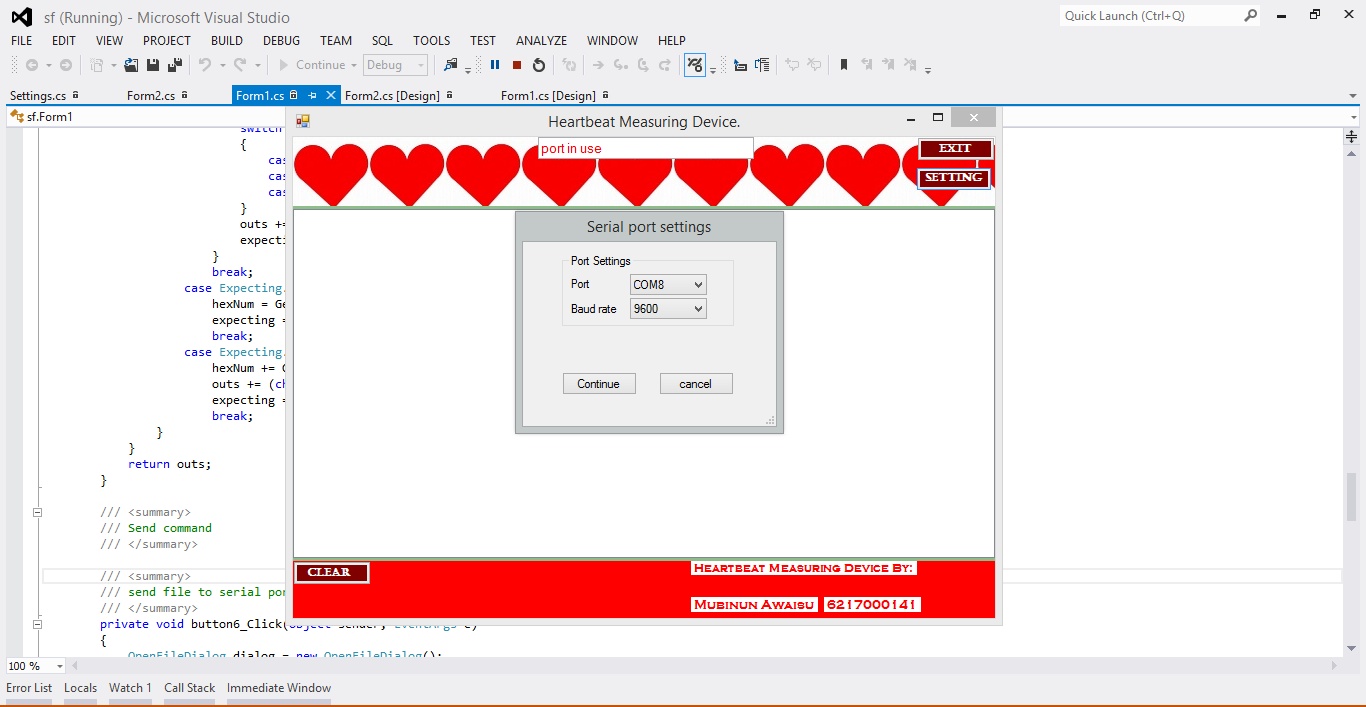 sf (Running) - Microsoft Visual Studio
Quick Launch (Ctrl+Q)
FILE EDIT VIEW PROJECT BUILD DEBUG TEAM SQL TOOLS TEST ANALYZE WINDOW HELP
Continue Debug
Settings.cs Form2.cs Form1.cs Form2.cs [Design] Form1.cs [Design]
sf.Form1
Heartbeat Measuring Device.
port in use
EXIT
SETTING
switch
{
cas
cas
cas
}
outs +=
expecti
}
break;
case Expecting.
hexNum = Ge
expecting =
break;
case Expecting.
hexNum +=
outs += (ch
expecting =
break;
}
}
return outs;
}
/// <summary>
/// Send command
/// </summary>
/// <summary>
/// send file to serial por
/// </summary>
private void button6_Click(object sender, EventArgs e)
{
OpenFileDialog dialog = new OpenFileDialog();
Serial port settings
Port Settings
Port COM8
Baud rate 9600
Continue cancel
CLEAR
Heartbeat Measuring Device By:
Mubinun Awaisu 6217000141
100 %
Error List Locals Watch 1 Call Stack Immediate Window